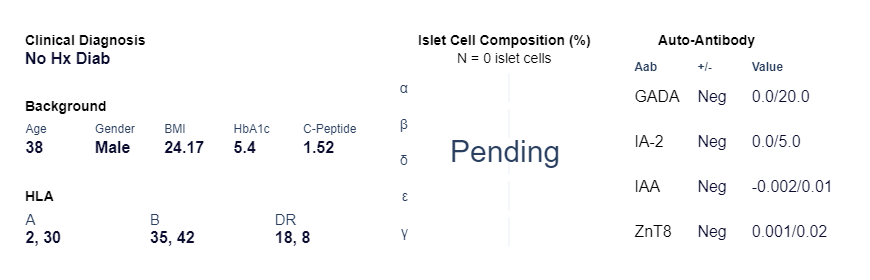 Clinical Diagnosis
No Hx Diab
Background
Age Gender BMI HbA1c C-Peptide
38 Male 24.17 5.4 1.52
HLA
A B DR
2, 30 35, 42 18, 8
Islet Cell Composition (%)
N = 0 islet cells
α
β
δ
ε
γ
Pending
Auto-Antibody
Aab +/- Value
GADA Neg 0.0/20.0
IA-2 Neg 0.0/5.0
IAA Neg -0.002/0.01
ZnT8 Neg 0.001/0.02